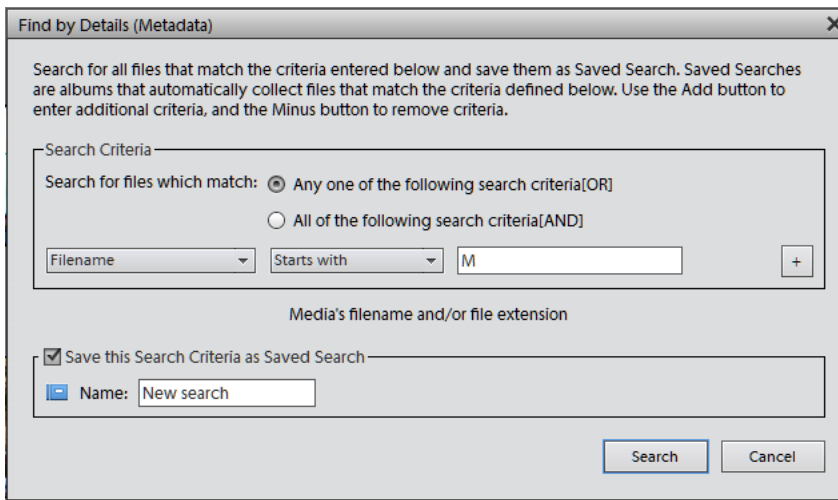 Find by Details (Metadata)
Search for all files that match the criteria entered below and save them as Saved Search. Saved Searches
are albums that automatically collect files that match the criteria defined below. Use the Add button to
enter additional criteria, and the Minus button to remove criteria.
Search Criteria
Search for files which match: Any one of the following search criteria[OR]
All of the following search criteria[AND]
Filename Starts with M +
Media's filename and/or file extension
Save this Search Criteria as Saved Search
Name: New search
Search Cancel